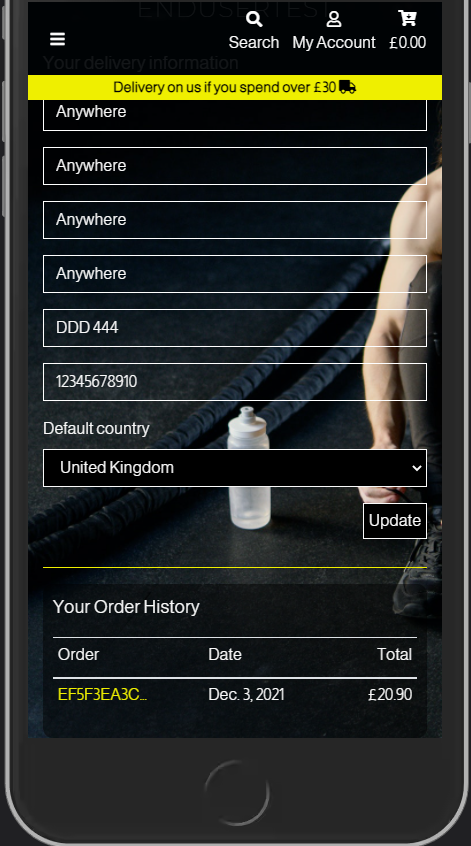 ENDUSERTEST
Search
My Account
£0.00
Your delivery information
Delivery on us if you spend over £30
Anywhere
Anywhere
Anywhere
Anywhere
DDD 444
12345678910
Default country
United Kingdom
Update
Your Order History
Order Date Total
EF5F3EA3C... Dec. 3, 2021 £20.90